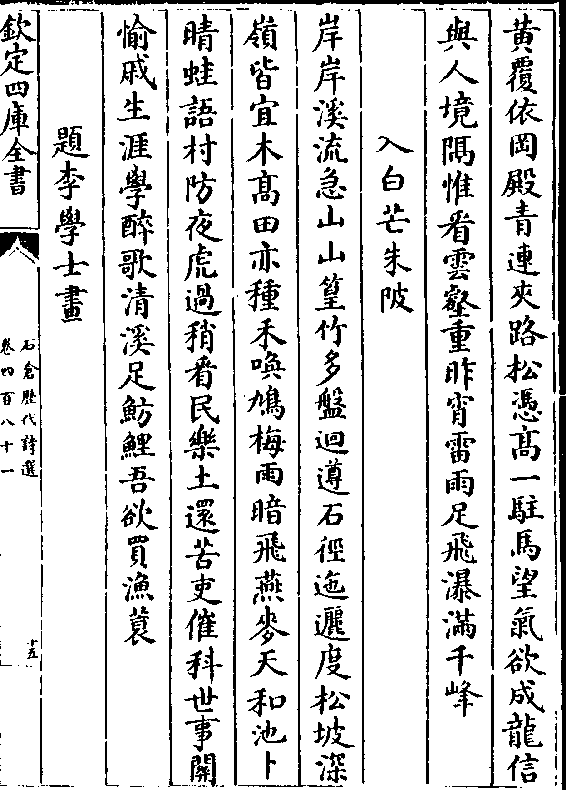 黄覆依岡殿青連夾路松憑髙一駐馬望氣欲成龍信
與人境隅惟看雲壑重昨宵雷雨足飛瀑滿千峰
入白芒朱陂
岸岸溪流急山山篁竹多盤迴遵石徑迤邐度松坡深
嶺皆宜木髙田亦種禾喚鳩梅雨暗飛燕麥天和池卜
晴蛙語村防夜虎過稍看民樂土還苦吏催科世事關
愉戚生涯學醉歌清溪足魴鯉吾欲買漁蓑
題李學士畫
欽定四庫全書
石倉歷代詩選
卷四百八十一
十五